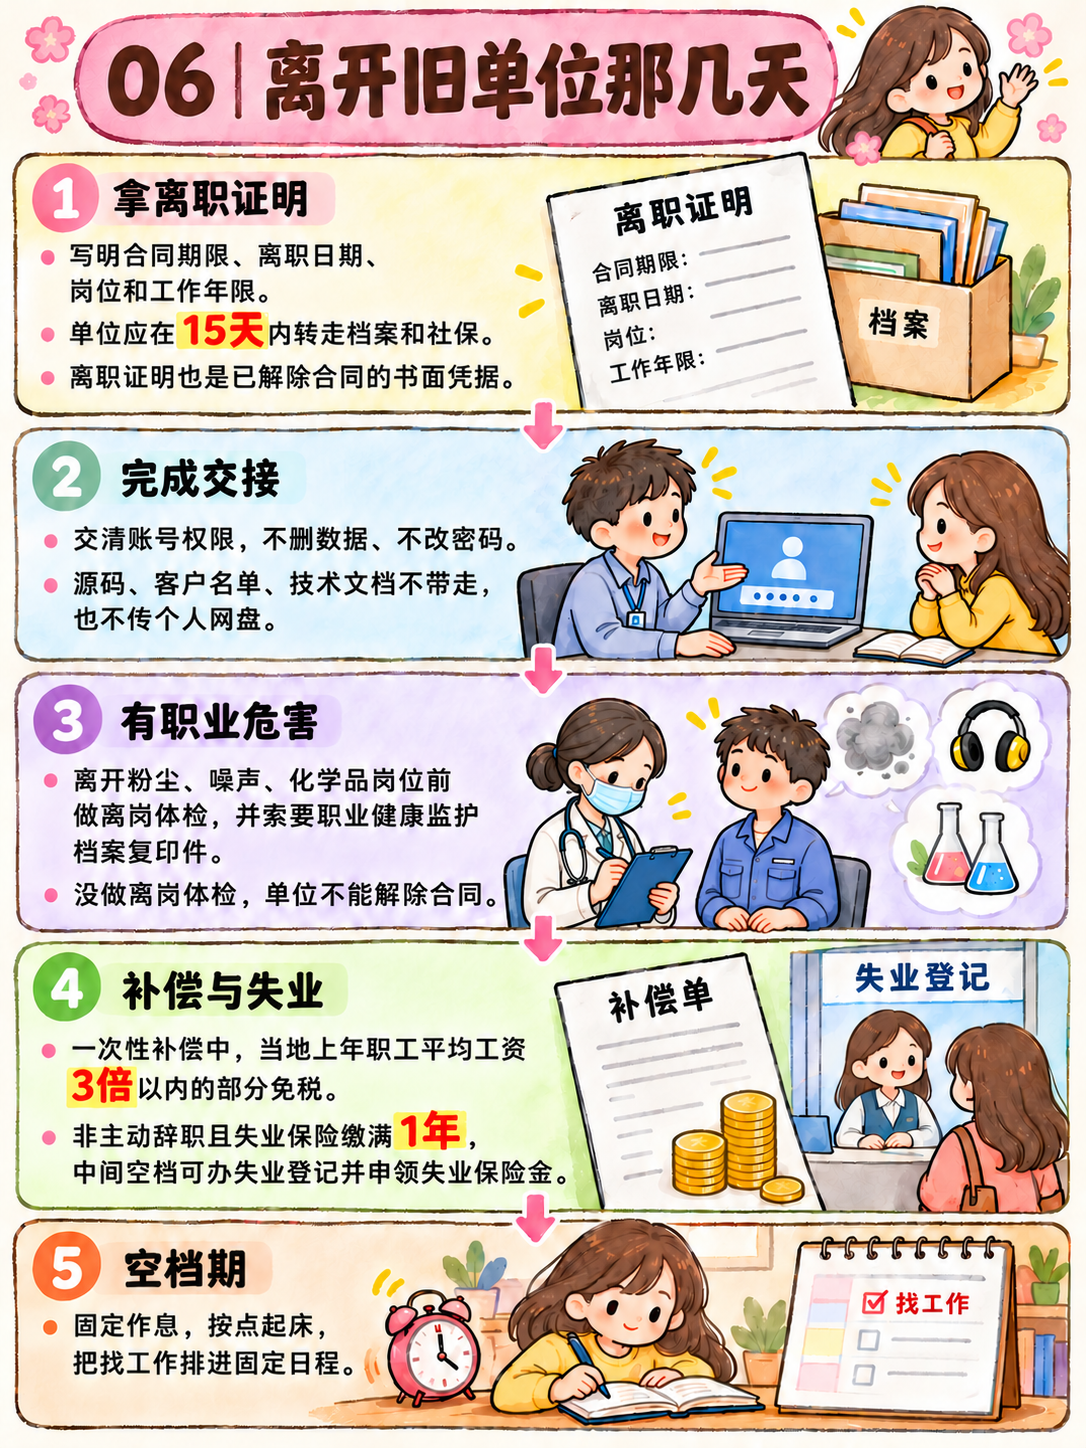 06 | 离开旧单位那几天
1 拿离职证明
写明合同期限、离职日期、
岗位和工作年限。
单位应在15天内转走档案和社保。
离职证明也是已解除合同的书面凭据。
离职证明
合同期限：
离职日期：
岗位：
工作年限：
档案
2 完成交接
交清账号权限，不删数据、不改密码。
源码、客户名单、技术文档不带走，
也不传个人网盘。
3 有职业危害
离开粉尘、噪声、化学品岗位前
做离岗体检，并索要职业健康监护
档案复印件。
没做离岗体检，单位不能解除合同。
4 补偿与失业
一次性补偿中，当地上年职工平均工资
3倍以内的部分免税。
非主动辞职且失业保险缴满1年，
中间空档可办失业登记并申领失业保险金。
补偿单
失业登记
5 空档期
固定作息，按点起床，
把找工作排进固定日程。
找工作